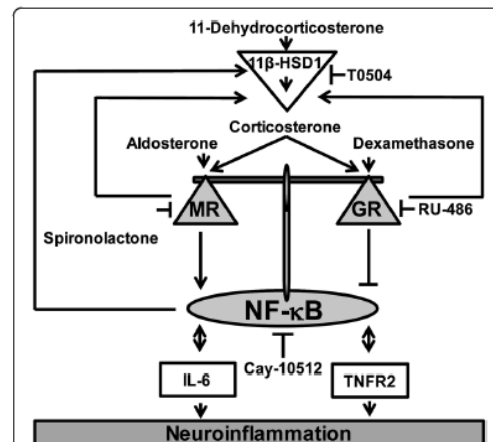 11-Dehydrocorticosterone
11β-HSD1
T0504
Corticosterone
Aldosterone
Dexamethasone
MR
GR
RU-486
Spironolactone
NF-κB
Cay-10512
IL-6
TNFR2
Neuroinflammation